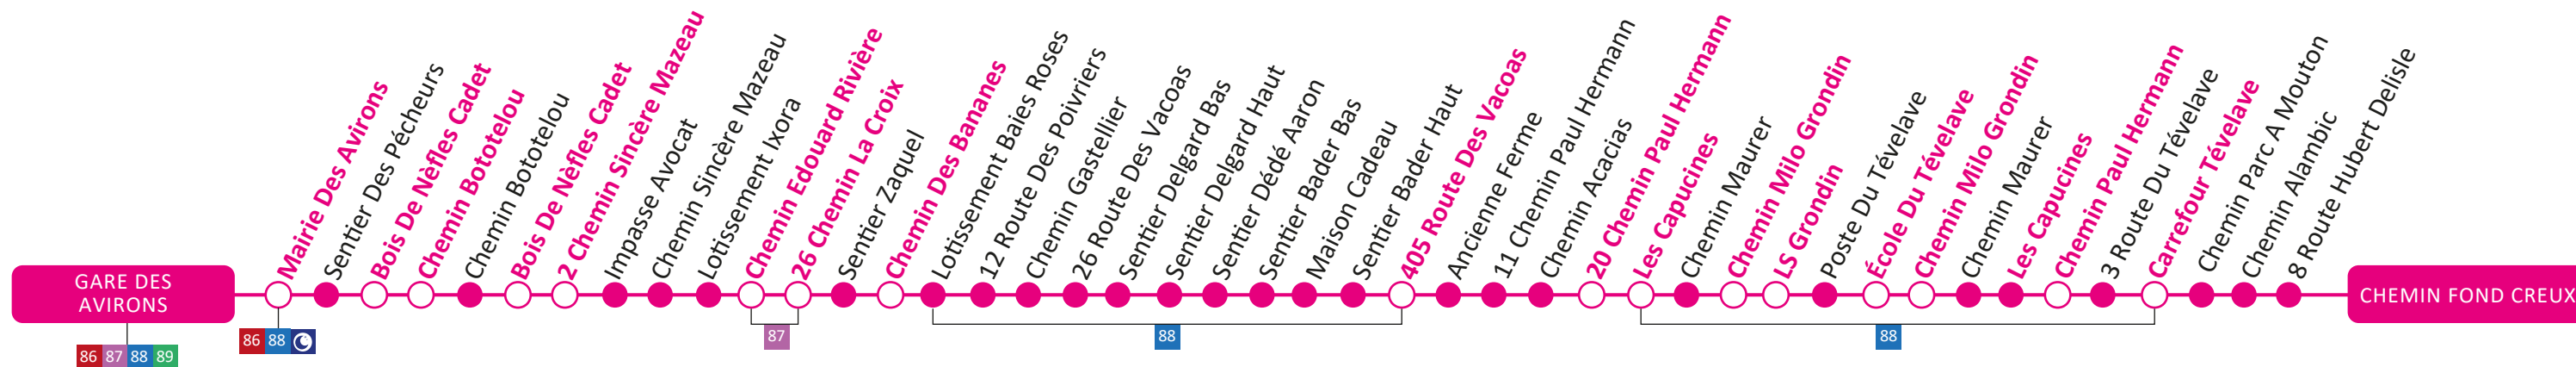 GARE DES
AVIRONS
Mairie Des Avirons
Sentier Des Pécheurs
Bois De Nèfles Cadet
Chemin Bototelou
Chemin Bototelou
Bois De Nèfles Cadet
2 Chemin Sincère Mazeau
Impasse Avocat
Chemin Sincère Mazeau
Lotissement Ixora
Chemin Edouard Rivière
26 Chemin La Croix
Sentier Zaquel
Chemin Des Bananes
Lotissement Baies Roses
12 Route Des Poivriers
Chemin Gastellier
26 Route Des Vacoas
Sentier Delgard Bas
Sentier Delgard Haut
Sentier Dédé Aaron
Sentier Bader Bas
Maison Cadeau
Sentier Bader Haut
405 Route Des Vacoas
Ancienne Ferme
11 Chemin Paul Hermann
Chemin Acacias
20 Chemin Paul Hermann
Les Capucines
Chemin Maurer
Chemin Milo Grondin
LS Grondin
Poste Du Tévelave
École Du Tévelave
Chemin Milo Grondin
Chemin Maurer
Les Capucines
Chemin Paul Hermann
3 Route Du Tévelave
Carrefour Tévelave
Chemin Parc A Mouton
Chemin Alambic
8 Route Hubert Delisle
CHEMIN FOND CREUX
86 87 88 89
86 88
87
88
88